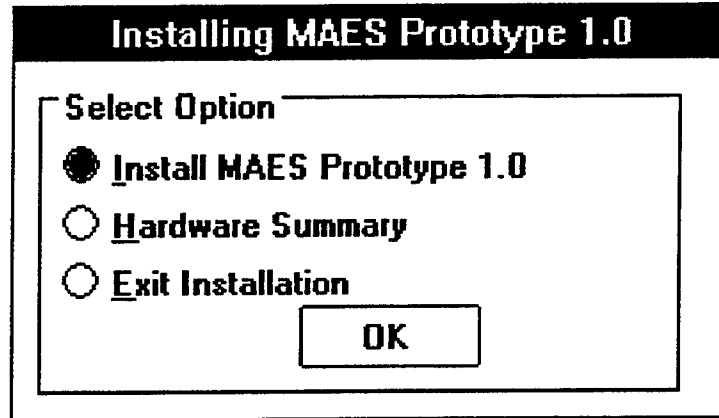 Installing MAES Prototype 1.0
Select Option
Install MAES Prototype 1.0
Hardware Summary
Exit Installation
OK